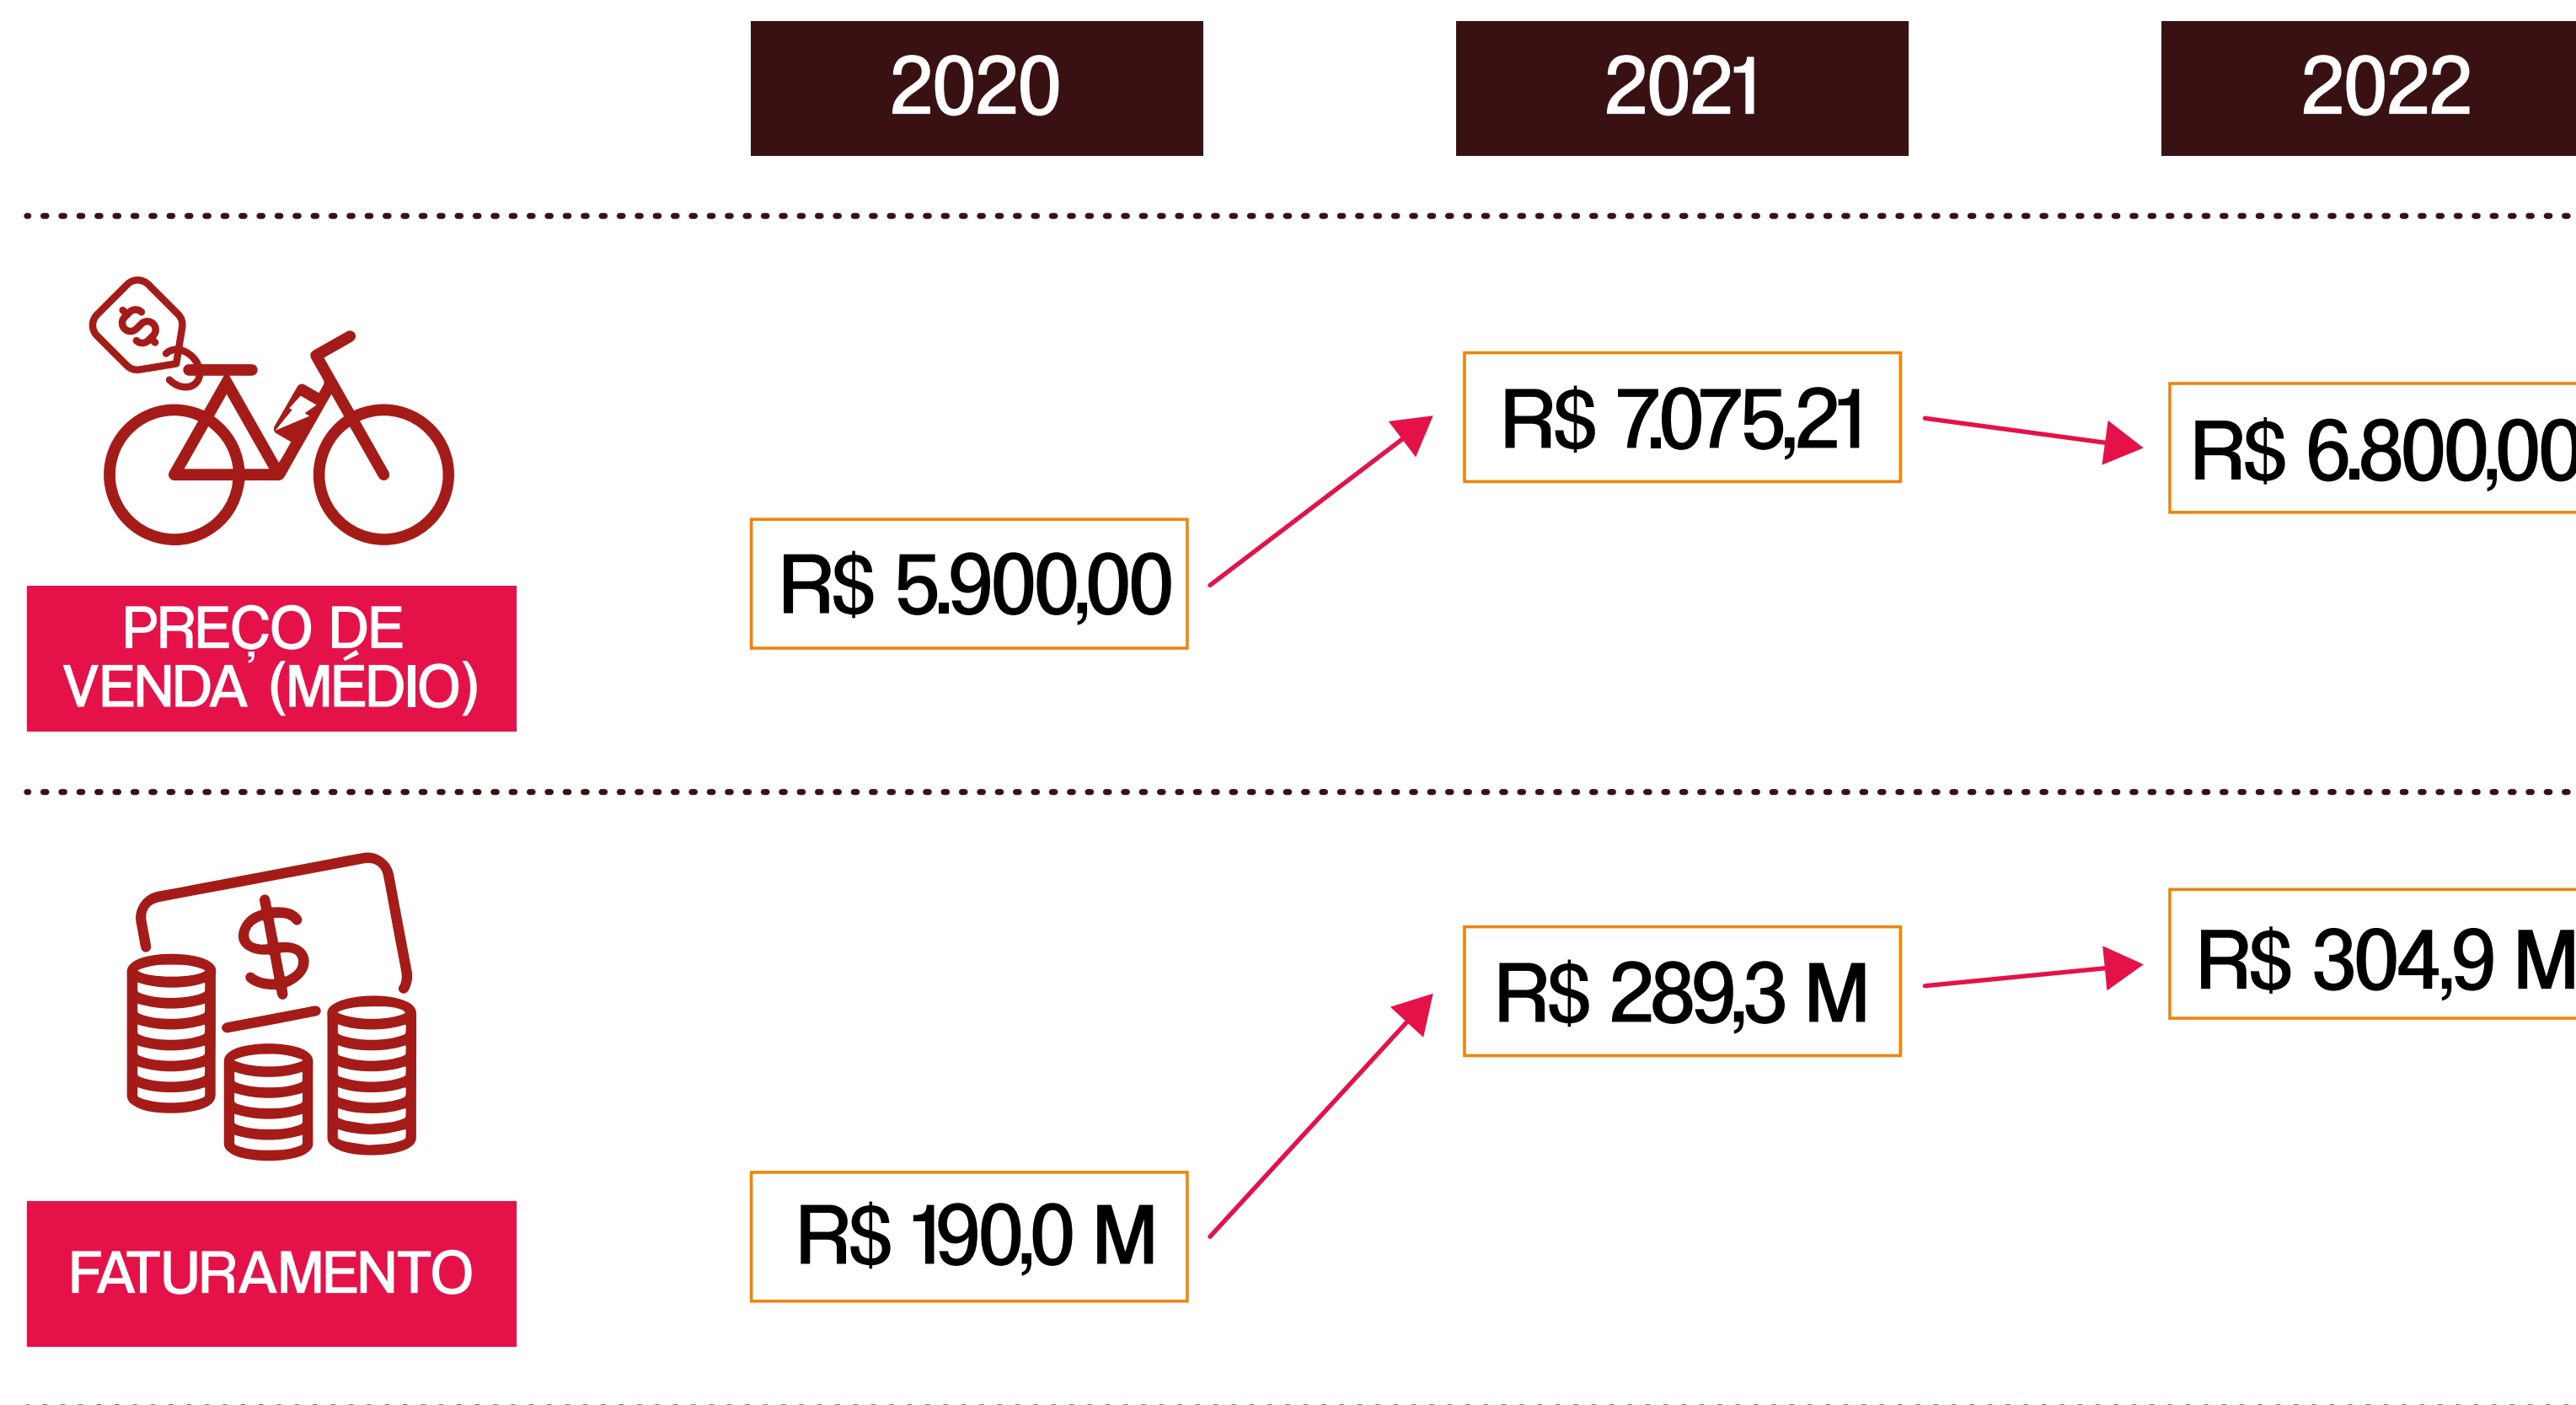 2020 2021 2022
R$ 5.900,00 R$ 7.075,21 R$ 6.800,00
PREÇO DE
VENDA (MÉDIO)
R$ 190,0 M R$ 289,3 M R$ 304,9 M
FATURAMENTO